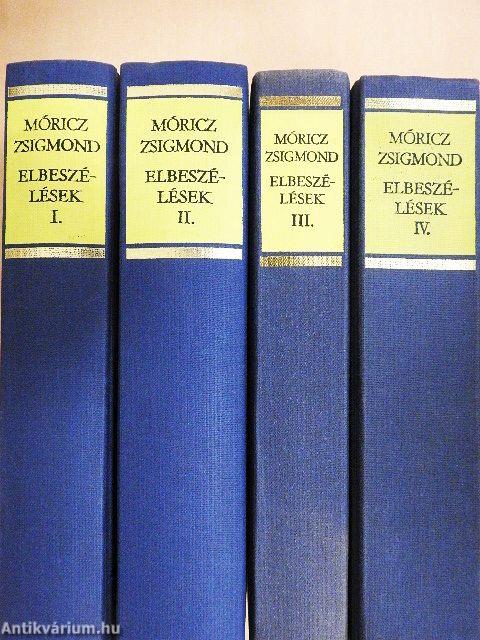 MÓRICZ
ZSIGMOND
ELBESZÉ-
LÉSEK
I.
MÓRICZ
ZSIGMOND
ELBESZÉ-
LÉSEK
II.
MÓRICZ
ZSIGMOND
ELBESZÉ-
LÉSEK
III.
MÓRICZ
ZSIGMOND
ELBESZÉ-
LÉSEK
IV.
Antikvárium.hu